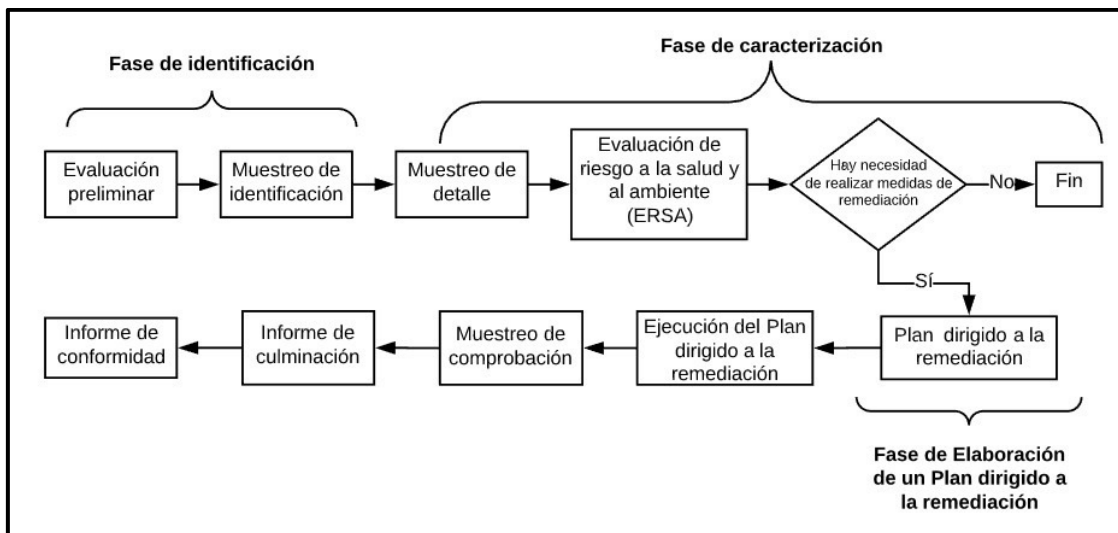 Fase de identificación
Fase de caracterización
Evaluación
preliminar
Muestreo de
identificación
Muestreo de
detalle
Evaluación de
riesgo a la salud y
al ambiente
(ERSA)
Hay necesidad
de realizar medidas de
remediación
No
Fin
Sí
Plan dirigido a la
remediación
Ejecución del Plan
dirigido a la
remediación
Muestreo de
comprobación
Informe de
culminación
Informe de
conformidad
Fase de Elaboración
de un Plan dirigido a
la remediación